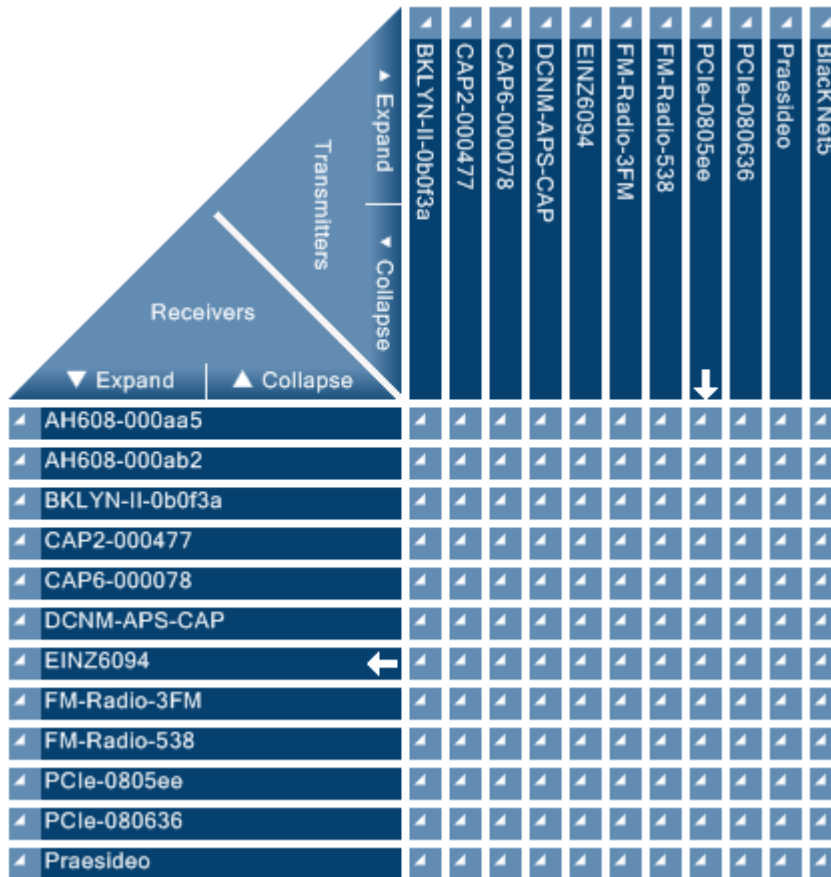 BKLYN-II-0b0f3a
CAP2-000477
CAP6-000078
DCNM-APS-CAP
EINZ6094
FM-Radio-3FM
FM-Radio-538
PCIe-0805ee
PCIe-080636
Praesideo
BlacKNet5
▲ Expand
Transmitters
▼ Collapse
Receivers
▼ Expand
▲ Collapse
AH608-000aa5
AH608-000ab2
BKLYN-II-0b0f3a
CAP2-000477
CAP6-000078
DCNM-APS-CAP
EINZ6094
FM-Radio-3FM
FM-Radio-538
PCIe-0805ee
PCIe-080636
Praesideo